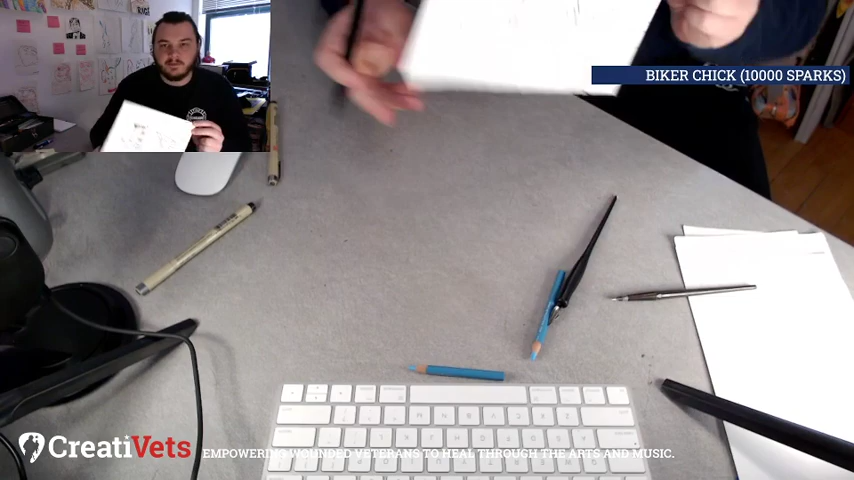 BIKER CHICK (10000 SPARKS)
CreatiVets
EMPOWERING WOUNDED VETERANS TO HEAL THROUGH THE ARTS AND MUSIC.